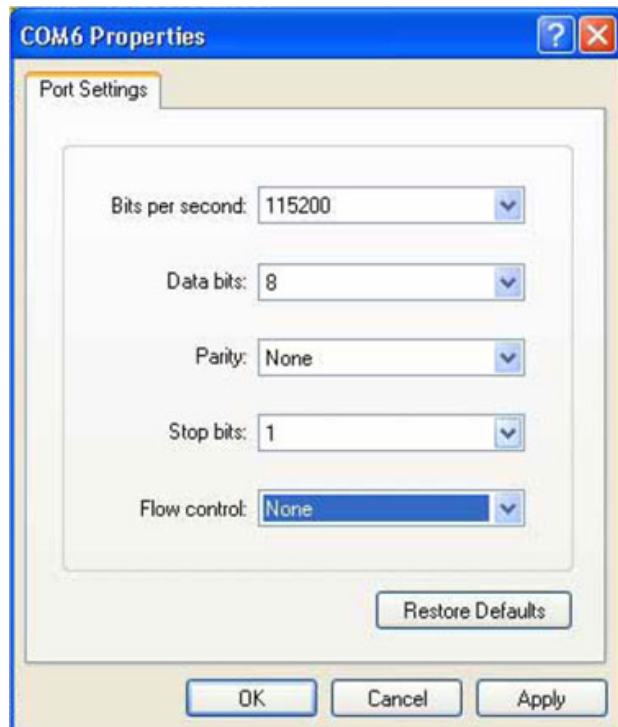 COM6 Properties
Port Settings
Bits per second: 115200
Data bits: 8
Parity: None
Stop bits: 1
Flow control: None
Restore Defaults
OK Cancel Apply